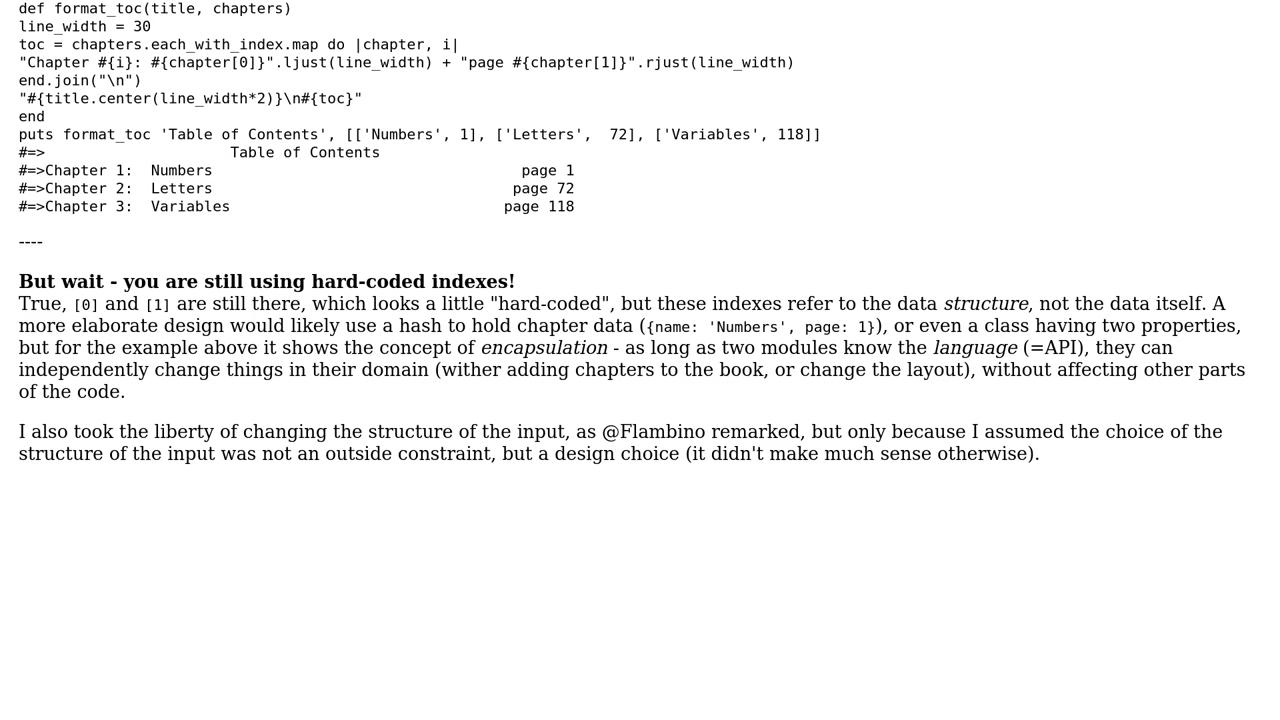 def format_toc(title, chapters)
line_width = 30
toc = chapters.each_with_index.map do |chapter, i|
"Chapter #{i}: #{chapter[0]}".ljust(line_width) + "page #{chapter[1]}".rjust(line_width)
end.join("\n")
"#{title.center(line_width*2)}\n#{toc}"
end
puts format_toc 'Table of Contents', [['Numbers', 1], ['Letters',  72], ['Variables', 118]]
#=>                     Table of Contents
#=>Chapter 1:  Numbers                                   page 1
#=>Chapter 2:  Letters                                  page 72
#=>Chapter 3:  Variables                               page 118
----
But wait - you are still using hard-coded indexes!
True, [0] and [1] are still there, which looks a little "hard-coded", but these indexes refer to the data structure, not the data itself. A
more elaborate design would likely use a hash to hold chapter data ({name: 'Numbers', page: 1}), or even a class having two properties,
but for the example above it shows the concept of encapsulation - as long as two modules know the language (=API), they can
independently change things in their domain (wither adding chapters to the book, or change the layout), without affecting other parts
of the code.
I also took the liberty of changing the structure of the input, as @Flambino remarked, but only because I assumed the choice of the
structure of the input was not an outside constraint, but a design choice (it didn't make much sense otherwise).